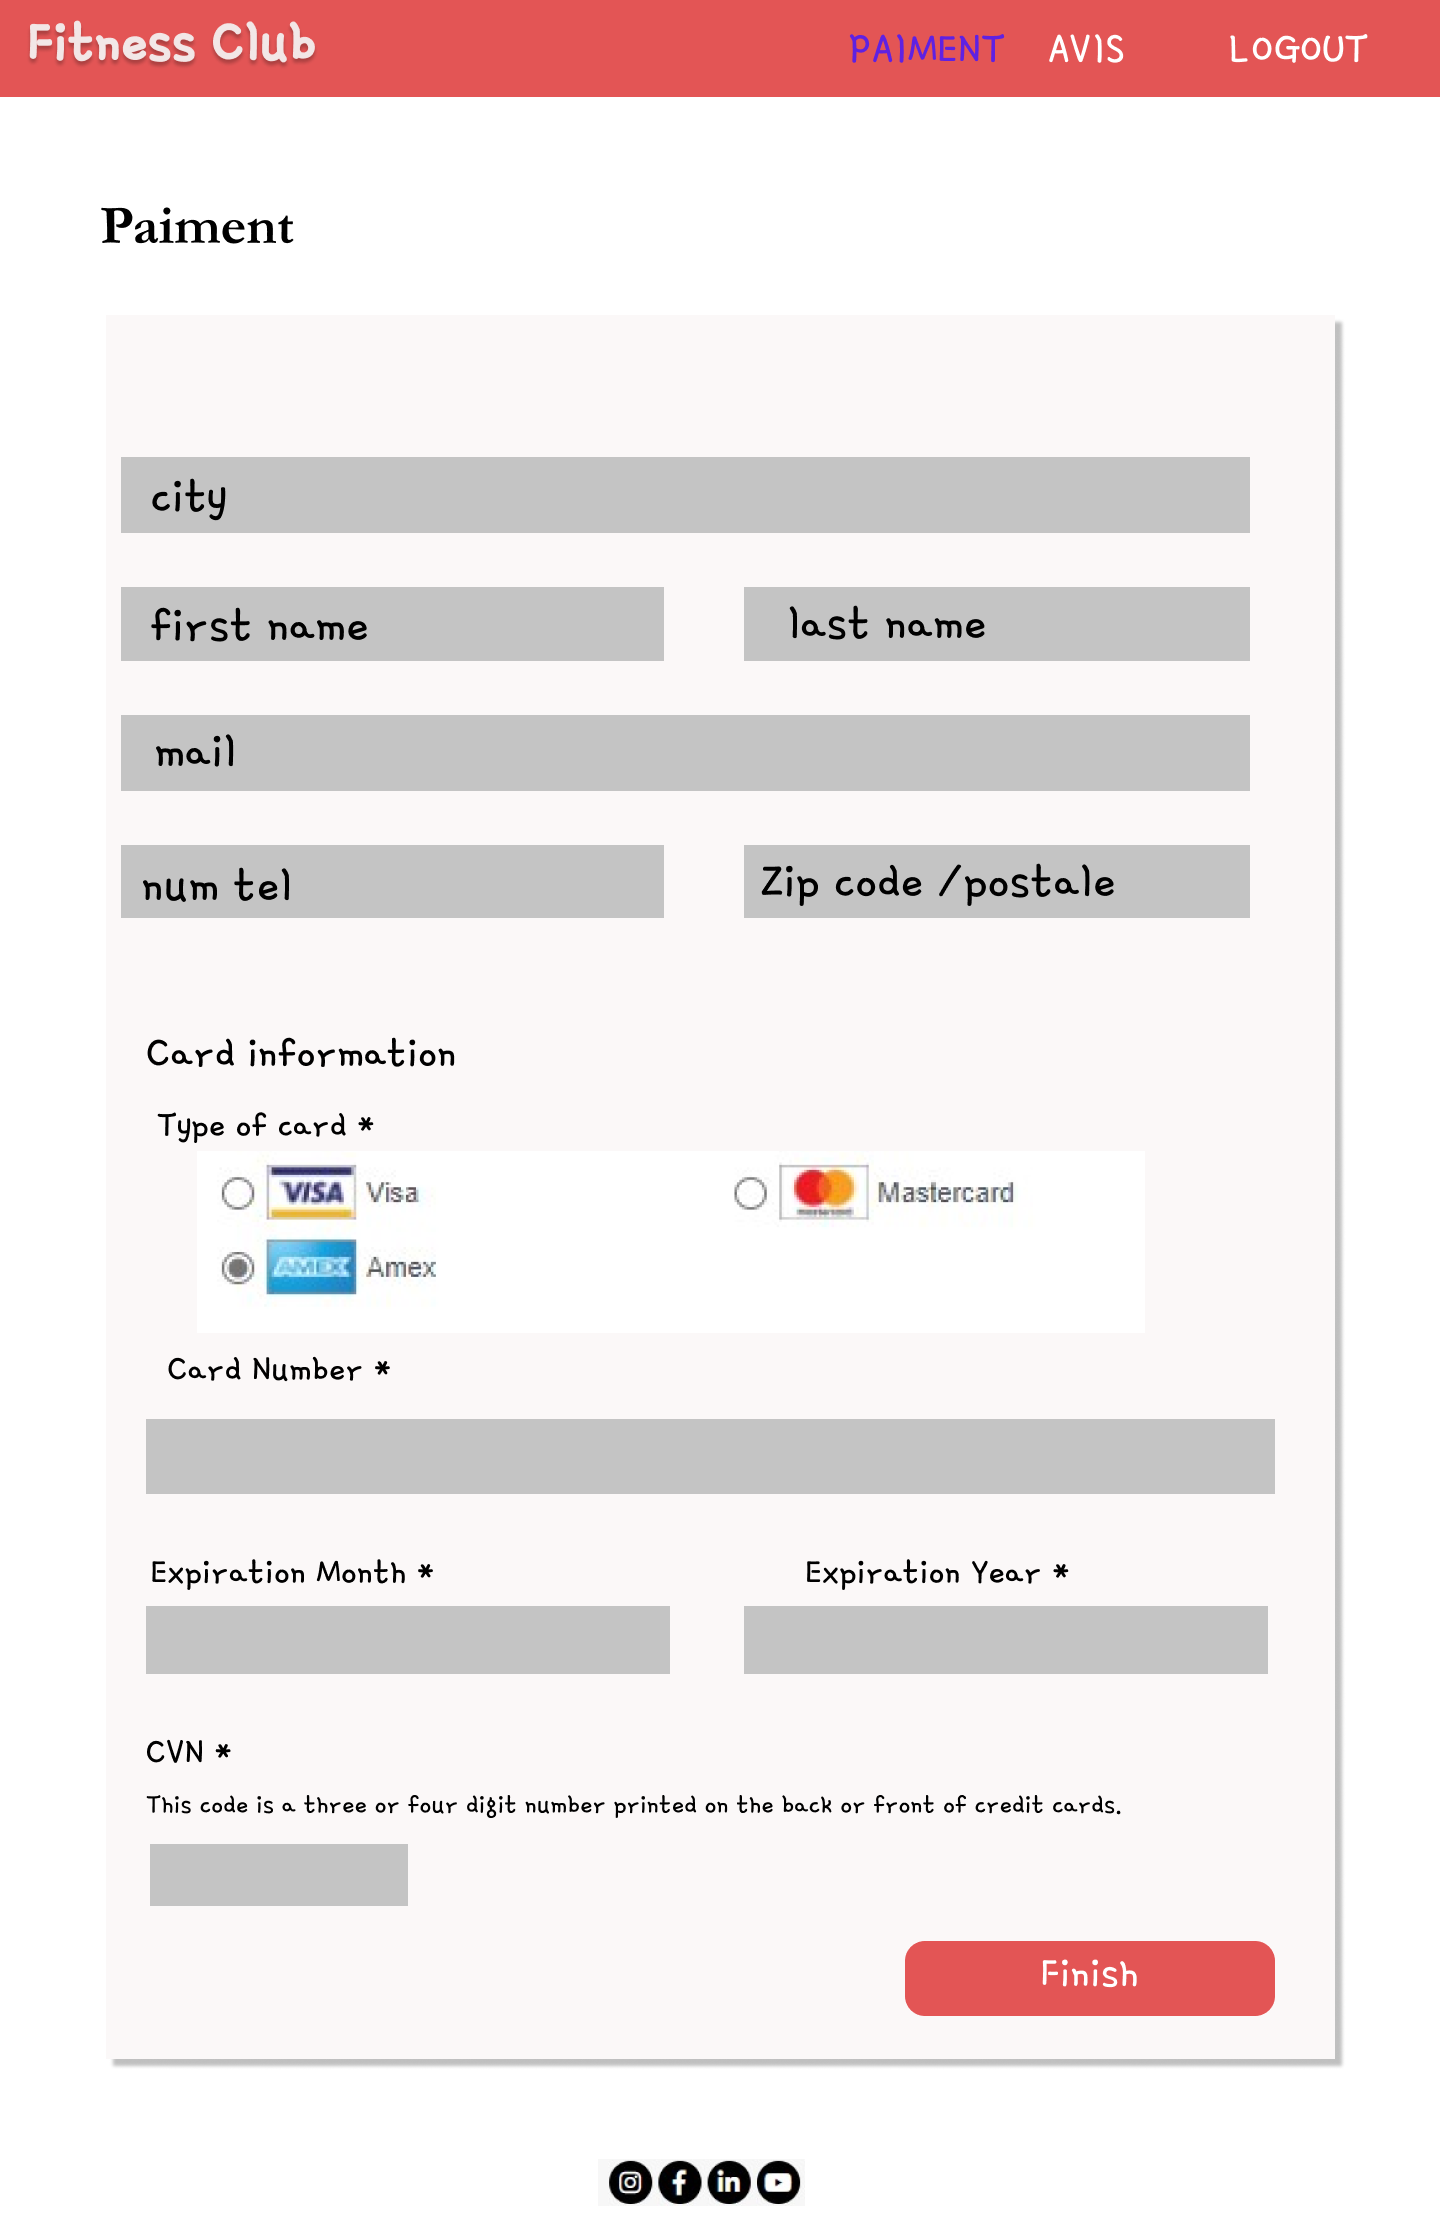 Fitness Club
PAIMENT AVIS LOGOUT
Paiment
city
first name last name
mail
num tel Zip code /postale
Card information
Type of card *
VISA Visa mastercard Mastercard
AMEX Amex
Card Number *
Expiration Month * Expiration Year *
CVN *
This code is a three or four digit number printed on the back or front of credit cards.
Finish